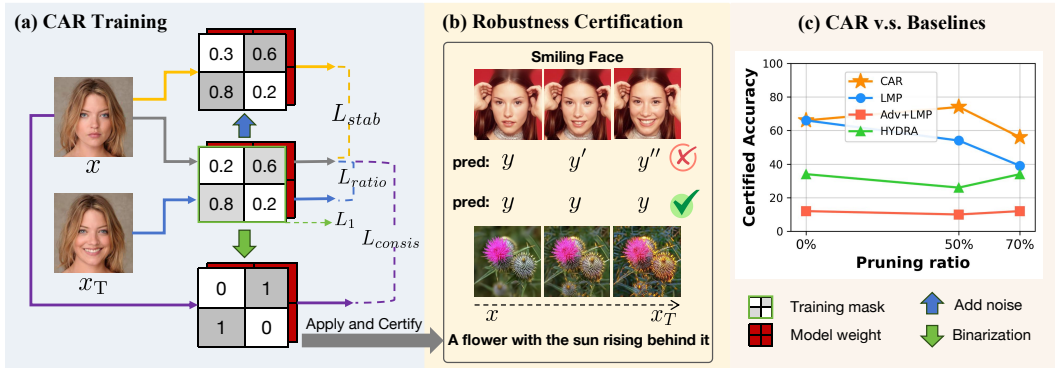 (a) CAR Training
0.3 0.6
0.8 0.2
L_stab
x
0.2 0.6
0.8 0.2
L_ratio
L_1
L_consis
x_T
0 1
1 0
Apply and Certify
(b) Robustness Certification
Smiling Face
pred: y y′ y′′
pred: y y y
x x_T
A flower with the sun rising behind it
(c) CAR v.s. Baselines
Certified Accuracy
100
80
60
40
20
0
CAR
LMP
Adv+LMP
HYDRA
0% 50% 70%
Pruning ratio
Training mask
Add noise
Model weight
Binarization